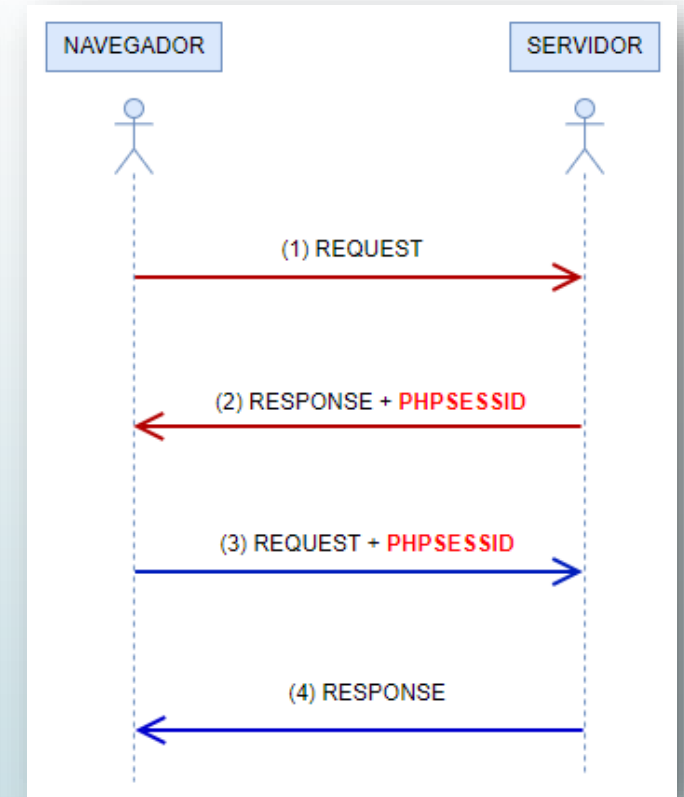 NAVEGADOR
SERVIDOR
(1) REQUEST
(2) RESPONSE + PHPSESSID
(3) REQUEST + PHPSESSID
(4) RESPONSE